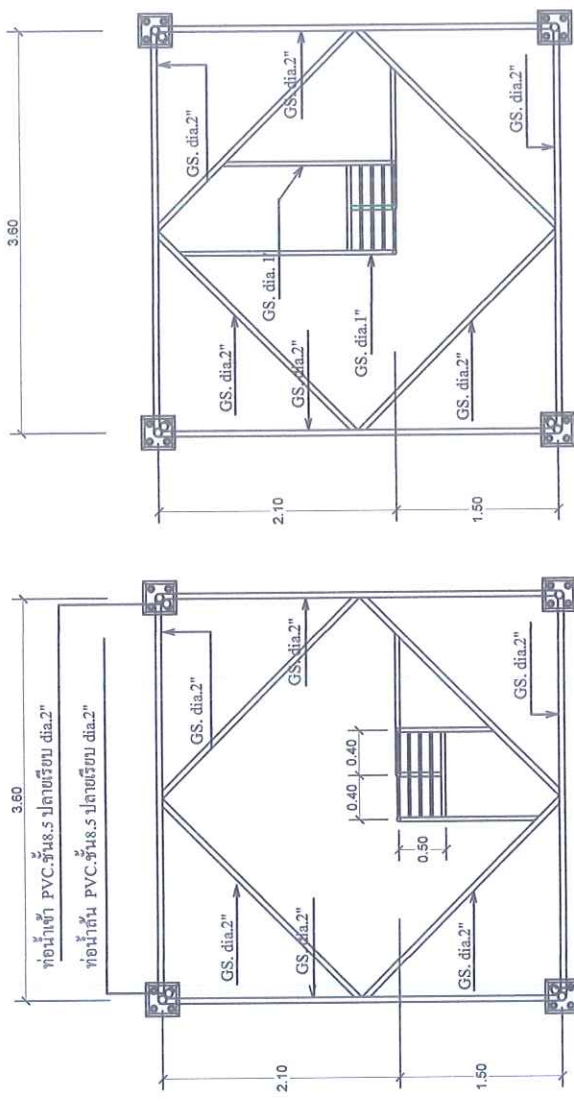 3.60
ท่อน้ำเข้า PVC.ชั้น8.5 ปลายเรียบ dia.2"
ท่อน้ำล้น PVC.ชั้น8.5 ปลายเรียบ dia.2"
GS. dia.2"
GS. dia.2"
GS. dia.2"
GS. dia.2"
GS. dia.2"
GS. dia.2"
0.40
0.40
0.50
2.10
1.50
3.60
GS. dia.2"
GS. dia.2"
GS. dia.2"
GS. dia.2"
GS. dia.2"
GS. dia.2"
GS. dia. 1"
GS. dia.1"
2.10
1.50